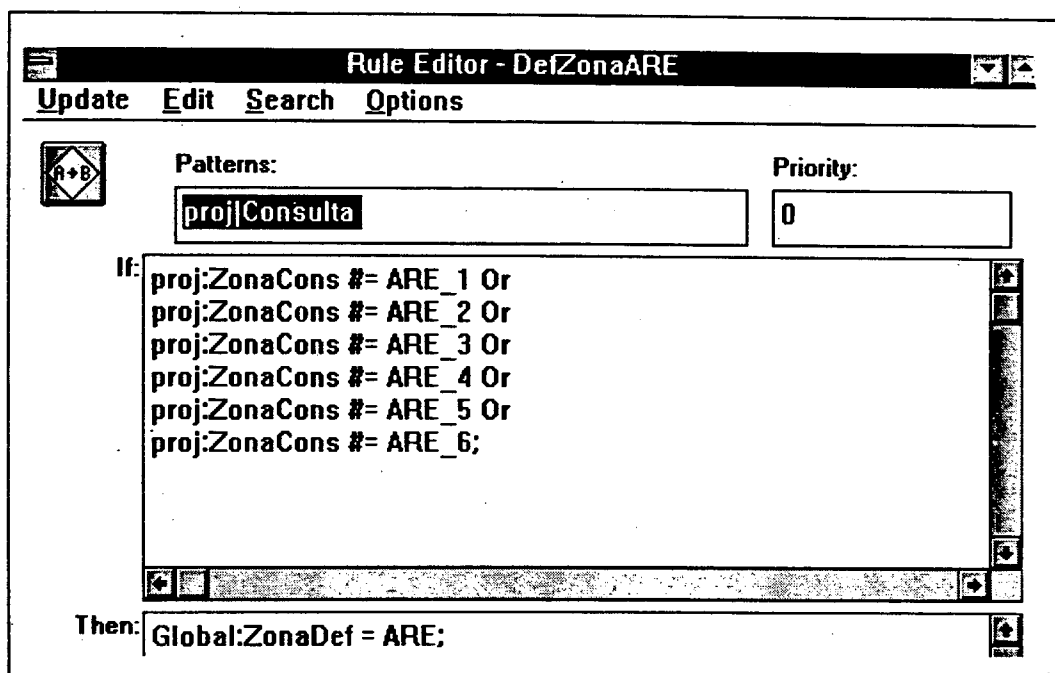 Rule Editor - DefZonaARE
Update Edit Search Options
A+B
Patterns: Priority:
proj|Consulta 0
If: proj:ZonaCons #= ARE_1 Or
proj:ZonaCons #= ARE_2 Or
proj:ZonaCons #= ARE_3 Or
proj:ZonaCons #= ARE_4 Or
proj:ZonaCons #= ARE_5 Or
proj:ZonaCons #= ARE_6;
Then: Global:ZonaDef = ARE;